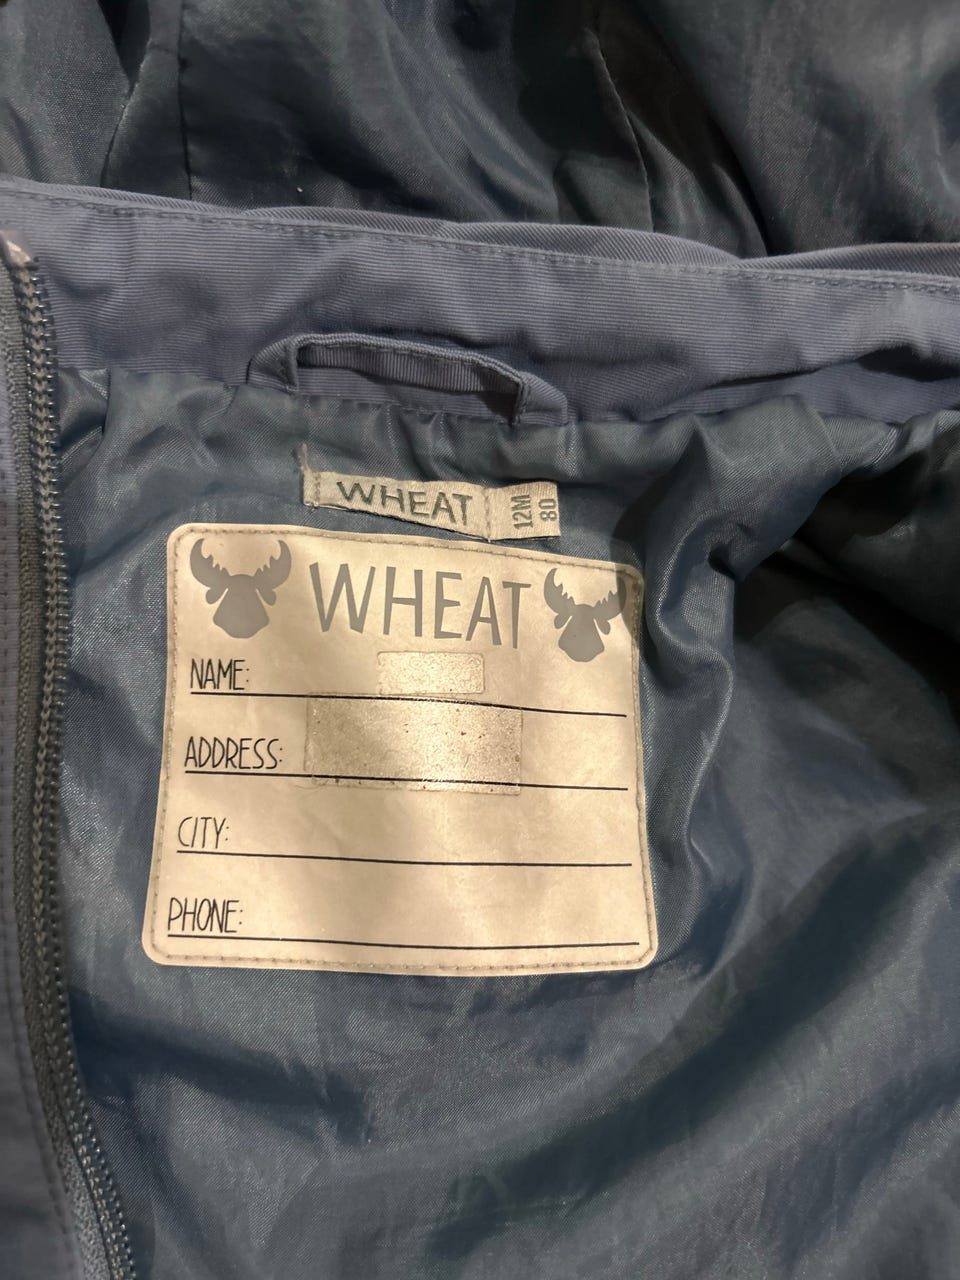 WHEAT 12M 80
WHEAT
NAME:
ADDRESS:
CITY:
PHONE: